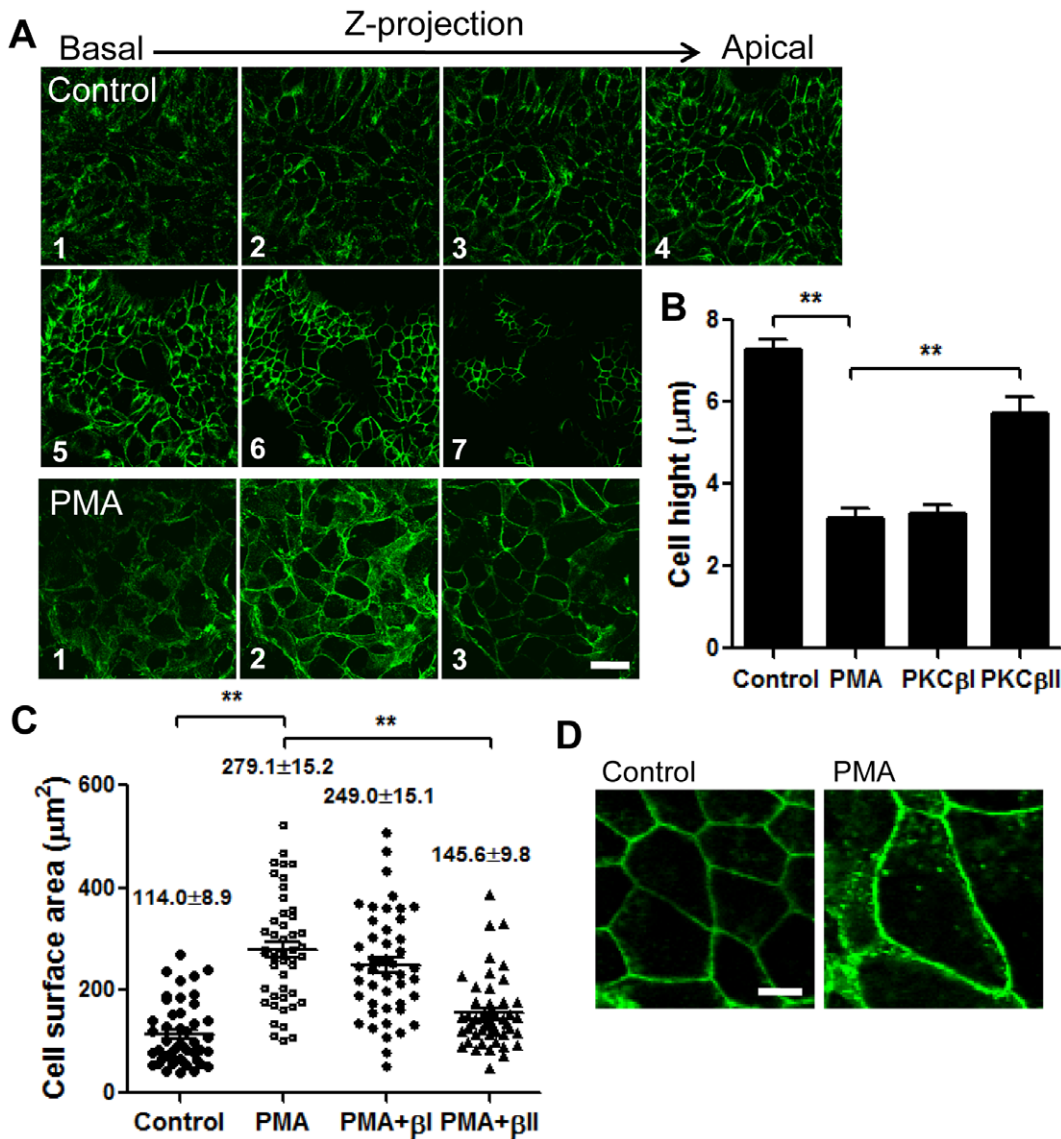 A
Z-projection
Basal
Apical
Control
1
2
3
4
5
6
7
PMA
1
2
3
B
**
**
8
6
4
2
0
Cell hight (μm)
Control PMA PKCβI PKCβII
C
**
**
279.1±15.2
249.0±15.1
145.6±9.8
114.0±8.9
600
400
200
0
Cell surface area (μm²)
Control PMA PMA+βI PMA+βII
D
Control
PMA